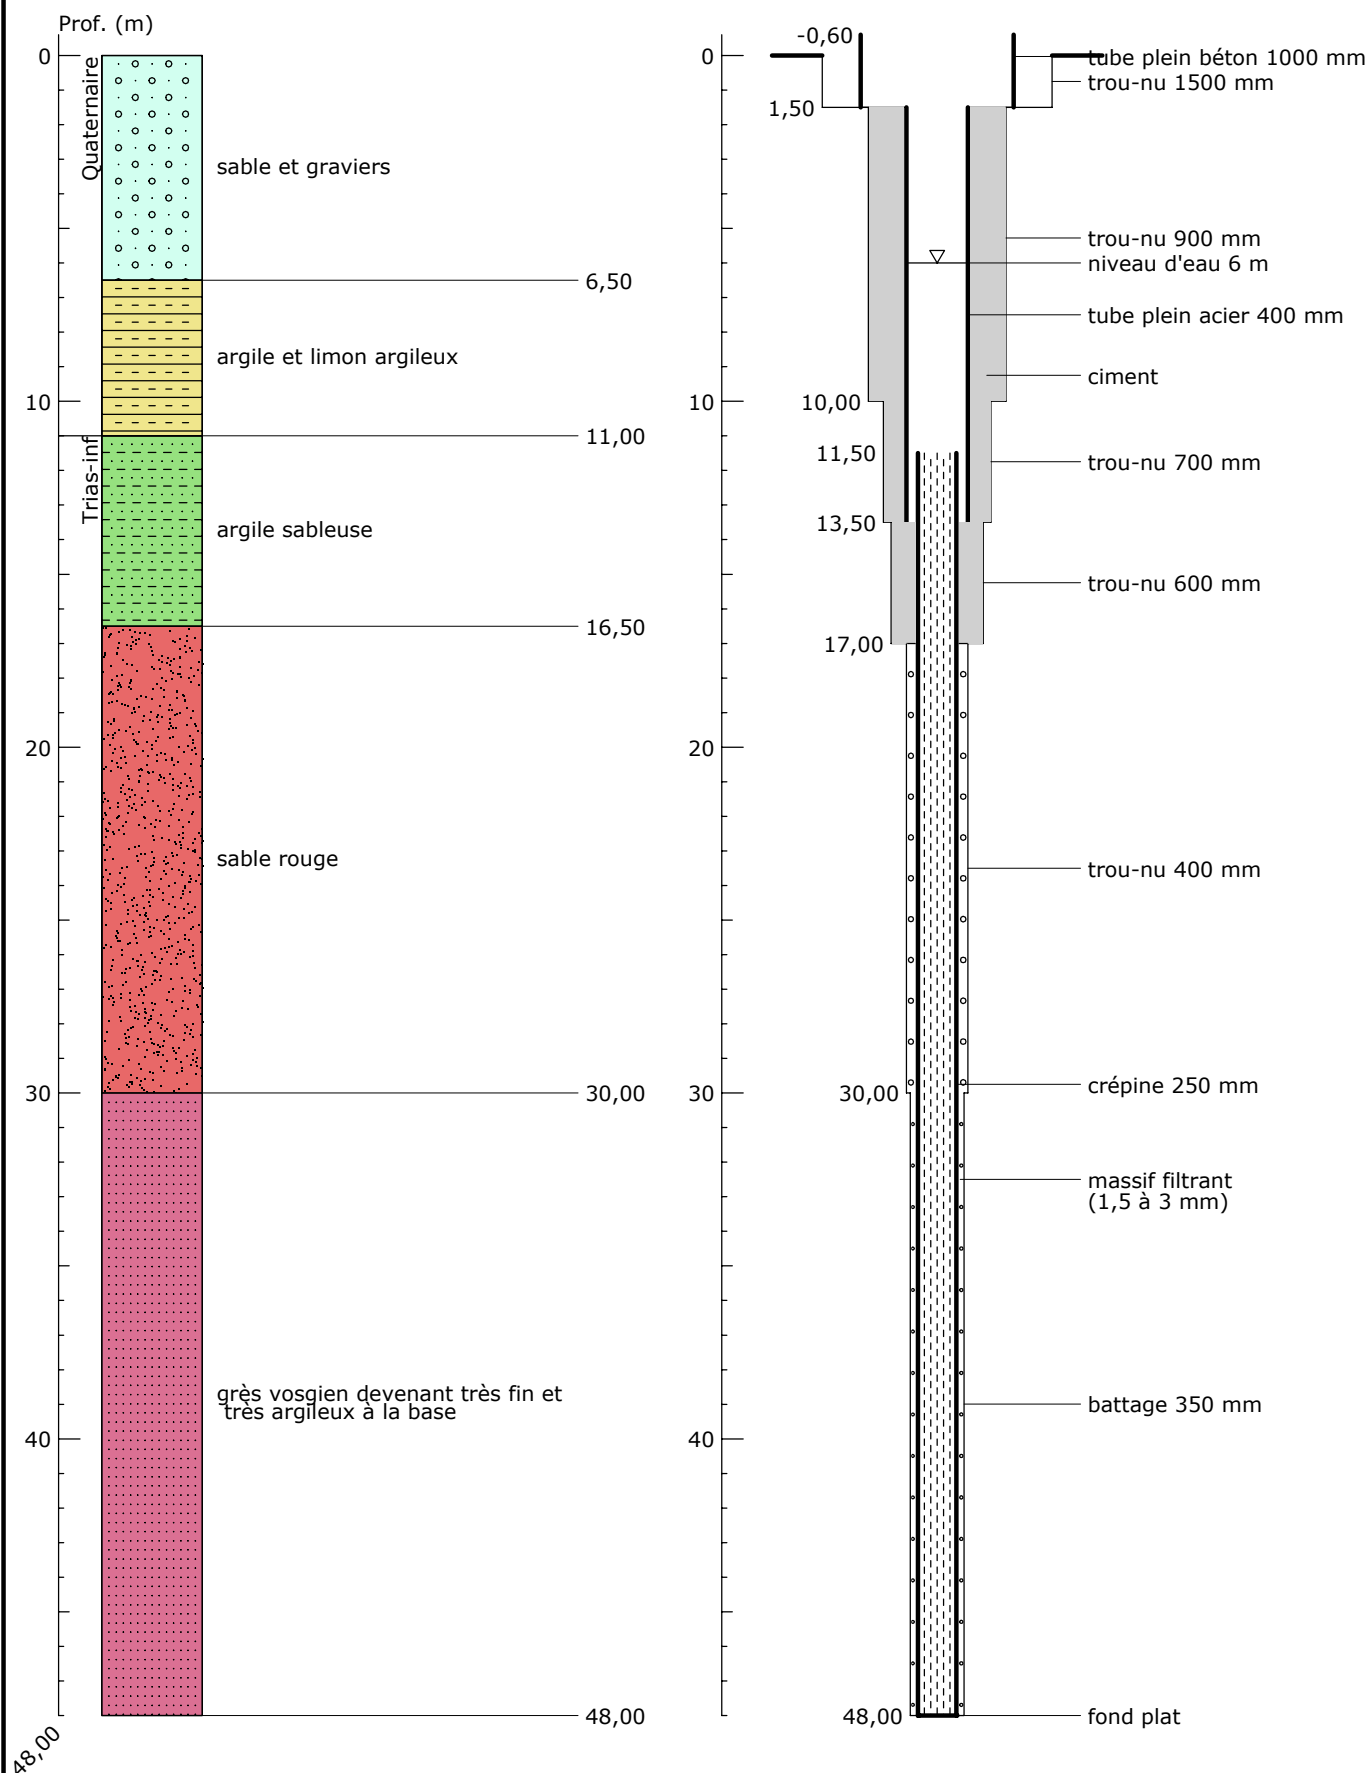 Prof. (m)
0
10
20
30
40
48,00
Quaternaire
Trias-inf
sable et graviers
6,50
argile et limon argileux
11,00
argile sableuse
16,50
sable rouge
30,00
grès vosgien devenant très fin et
très argileux à la base
48,00
0
10
20
30
40
-0,60
1,50
10,00
11,50
13,50
17,00
30,00
48,00
tube plein béton 1000 mm
trou-nu 1500 mm
trou-nu 900 mm
niveau d'eau 6 m
tube plein acier 400 mm
ciment
trou-nu 700 mm
trou-nu 600 mm
trou-nu 400 mm
crépine 250 mm
massif filtrant
(1,5 à 3 mm)
battage 350 mm
fond plat